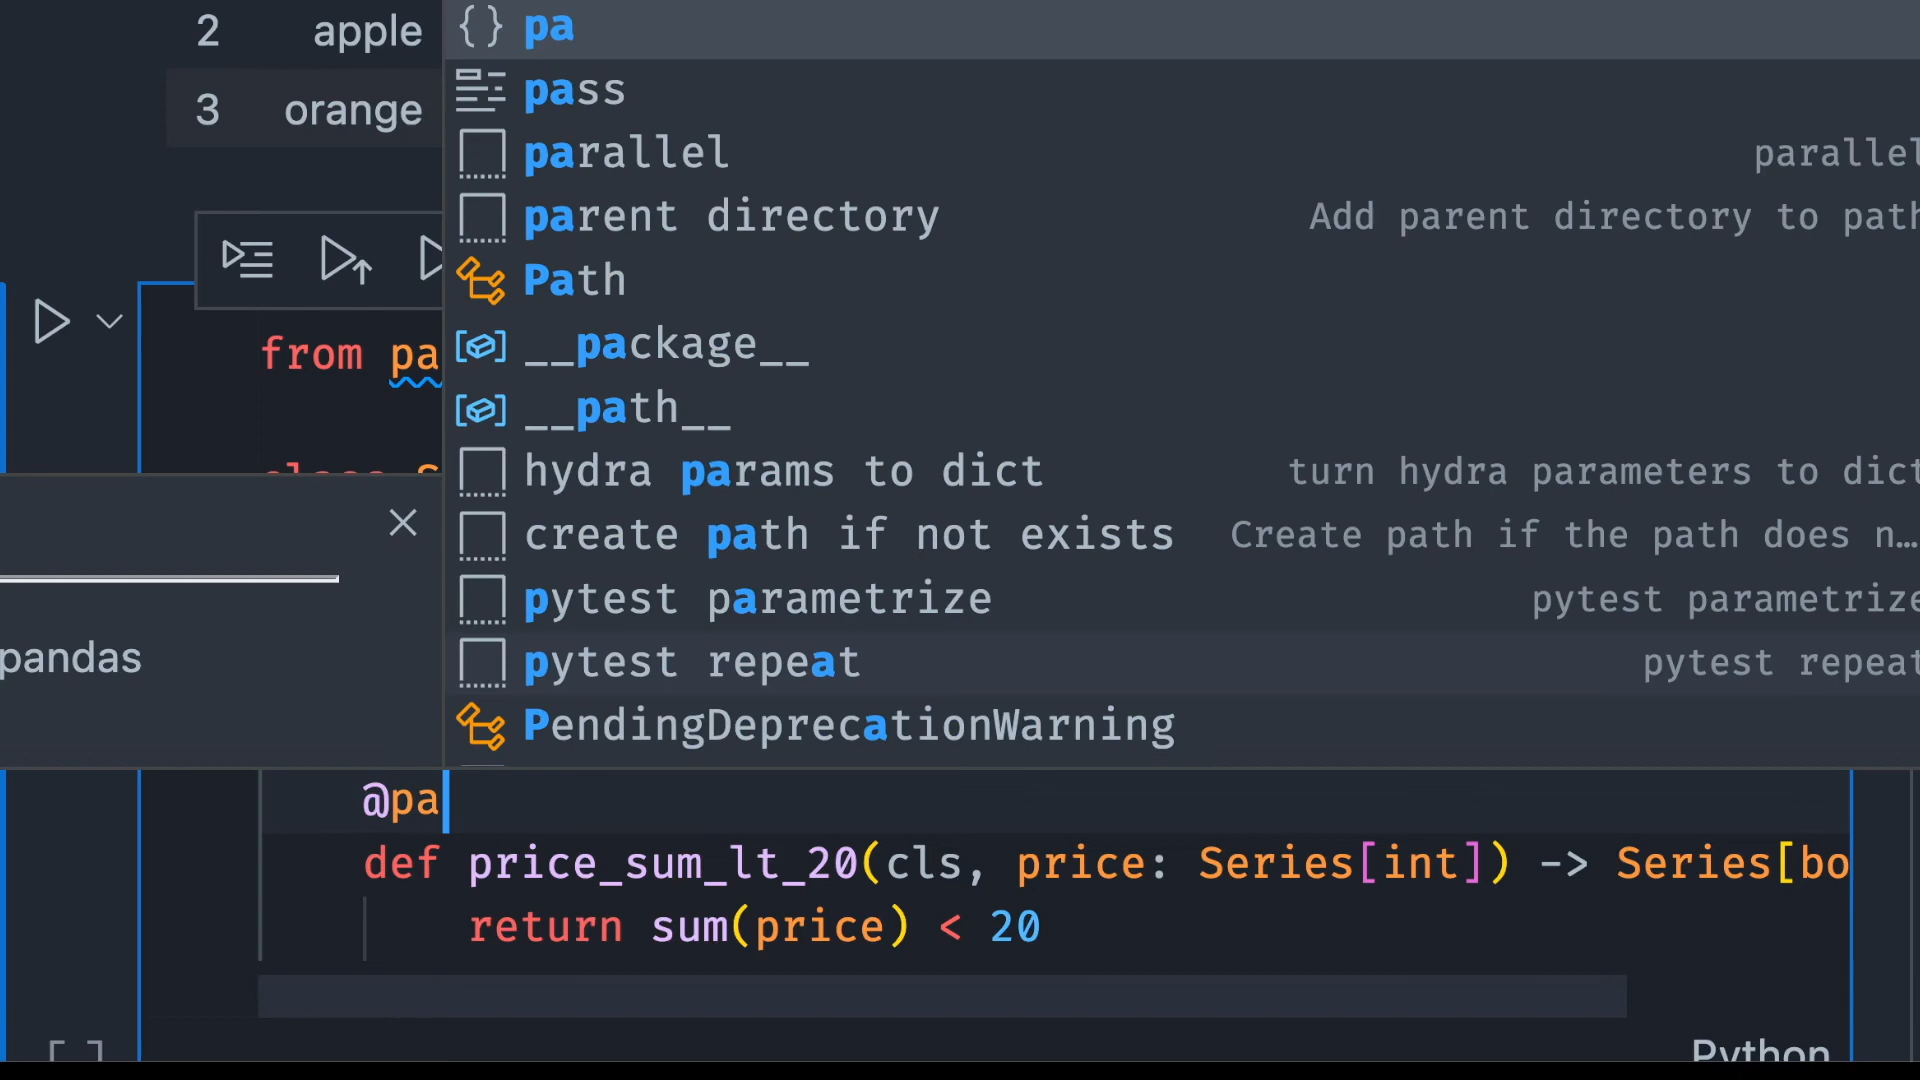 2 apple
3 orange
pa
pass
parallel parallel
parent directory Add parent directory to path
Path
__package__
__path__
hydra params to dict turn hydra parameters to dict
create path if not exists Create path if the path does n…
pytest parametrize pytest parametrize
pytest repeat pytest repeat
PendingDeprecationWarning
from pa
class S
pandas
@pa
def price_sum_lt_20(cls, price: Series[int]) -> Series[bo
return sum(price) < 20
[ ]
Python